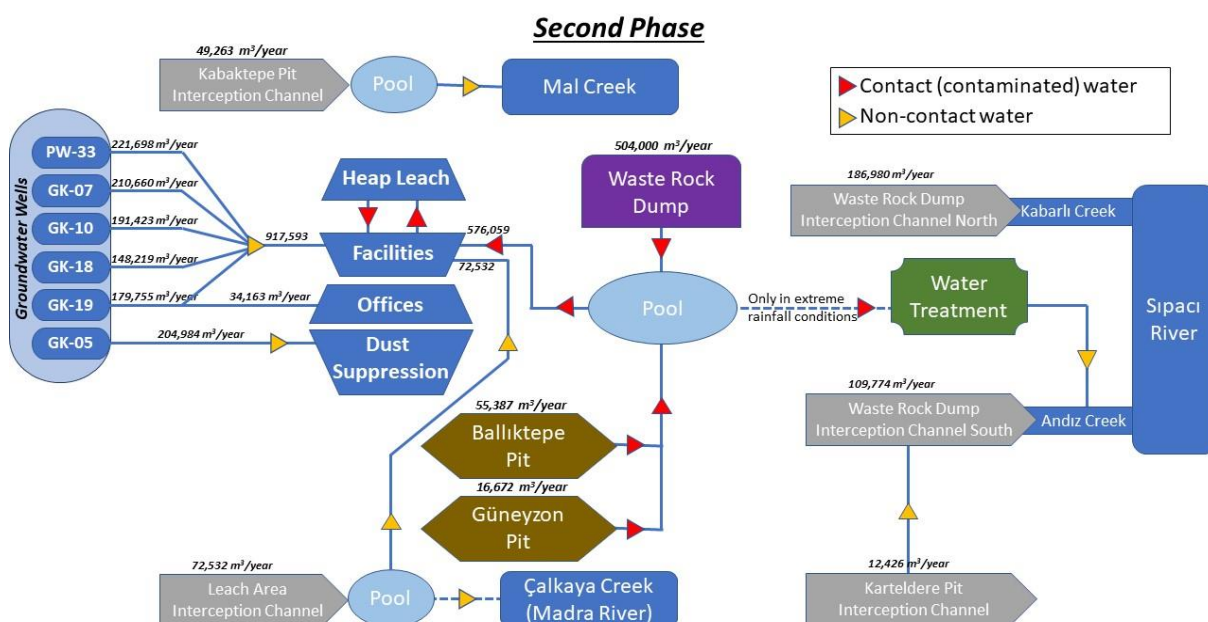 Second Phase
49,263 m³/year
Kabaktepe Pit
Interception Channel
Pool
Mal Creek
Contact (contaminated) water
Non-contact water
Groundwater Wells
PW-33
221,698 m³/year
GK-07
210,660 m³/year
GK-10
191,423 m³/year
GK-18
148,219 m³/year
GK-19
179,755 m³/year
GK-05
204,984 m³/year
917,593
34,163 m³/year
Heap Leach
Facilities
576,059
72,532
Offices
Dust
Suppression
504,000 m³/year
Waste Rock
Dump
Pool
Only in extreme
rainfall conditions
Water
Treatment
186,980 m³/year
Waste Rock Dump
Interception Channel North
Kabarlı Creek
Sıpacı
River
109,774 m³/year
Waste Rock Dump
Interception Channel South
Andız Creek
55,387 m³/year
Ballıktepe
Pit
16,672 m³/year
Güneyzon
Pit
72,532 m³/year
Leach Area
Interception Channel
Pool
Çalkaya Creek
(Madra River)
12,426 m³/year
Karteldere Pit
Interception Channel